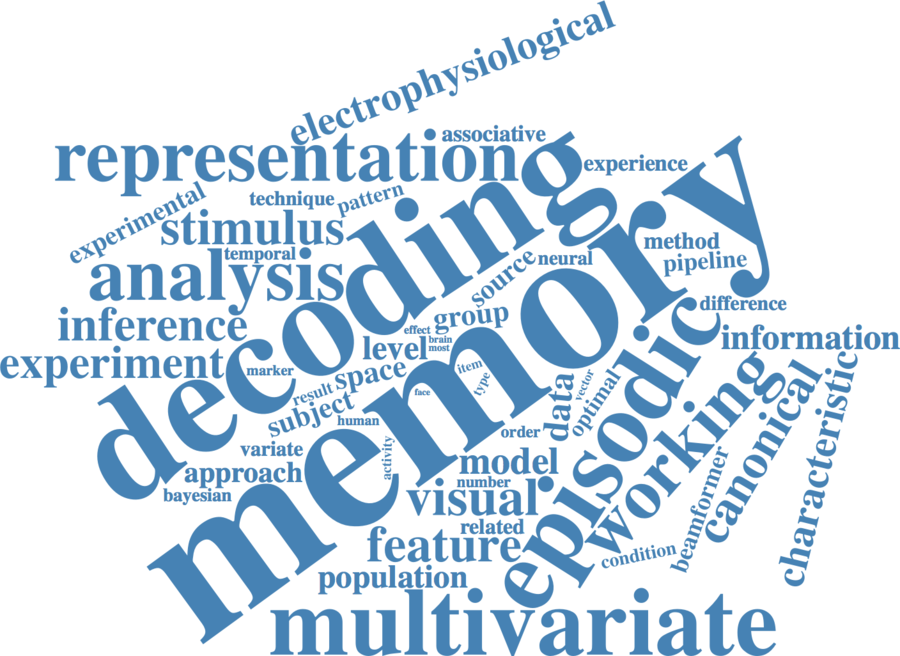 electrophysiological
associative
representation
experience
experimental
technique
pattern
stimulus
method
temporal
source
neural
pipeline
analysis
decoding
memory
difference
inference
group
effect
brain
most
level
information
experiment
marker
space
item
type
face
vector
result
subject
human
data
optimal
episodic
working
canonical
characteristic
order
variate
activity
approach
model
bayesian
number
visual
related
beamformer
feature
condition
population
multivariate